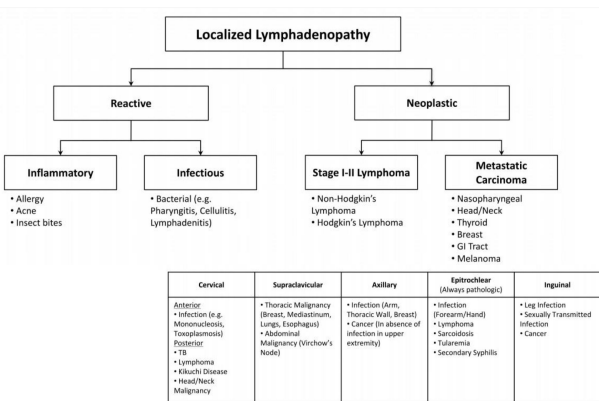 Localized Lymphadenopathy
Reactive
Neoplastic
Inflammatory
• Allergy
• Acne
• Insect bites
Infectious
• Bacterial (e.g.
Pharyngitis, Cellulitis,
Lymphadenitis)
Stage I-II Lymphoma
• Non-Hodgkin's
Lymphoma
• Hodgkin's Lymphoma
Metastatic
Carcinoma
• Nasopharyngeal
• Head/Neck
• Thyroid
• Breast
• GI Tract
• Melanoma
Cervical
Anterior
• Infection (e.g.
Mononucleosis,
Toxoplasmosis)
Posterior
• TB
• Lymphoma
• Kikuchi Disease
• Head/Neck
Malignancy
Supraclavicular
• Thoracic Malignancy
(Breast, Mediastinum,
Lungs, Esophagus)
• Abdominal
Malignancy (Virchow's
Node)
Axillary
• Infection (Arm,
Thoracic Wall, Breast)
• Cancer (In absence of
infection in upper
extremity)
Epitrochlear
(Always pathologic)
• Infection
(Forearm/Hand)
• Lymphoma
• Sarcoidosis
• Tularemia
• Secondary Syphilis
Inguinal
• Leg Infection
• Sexually Transmitted
Infection
• Cancer